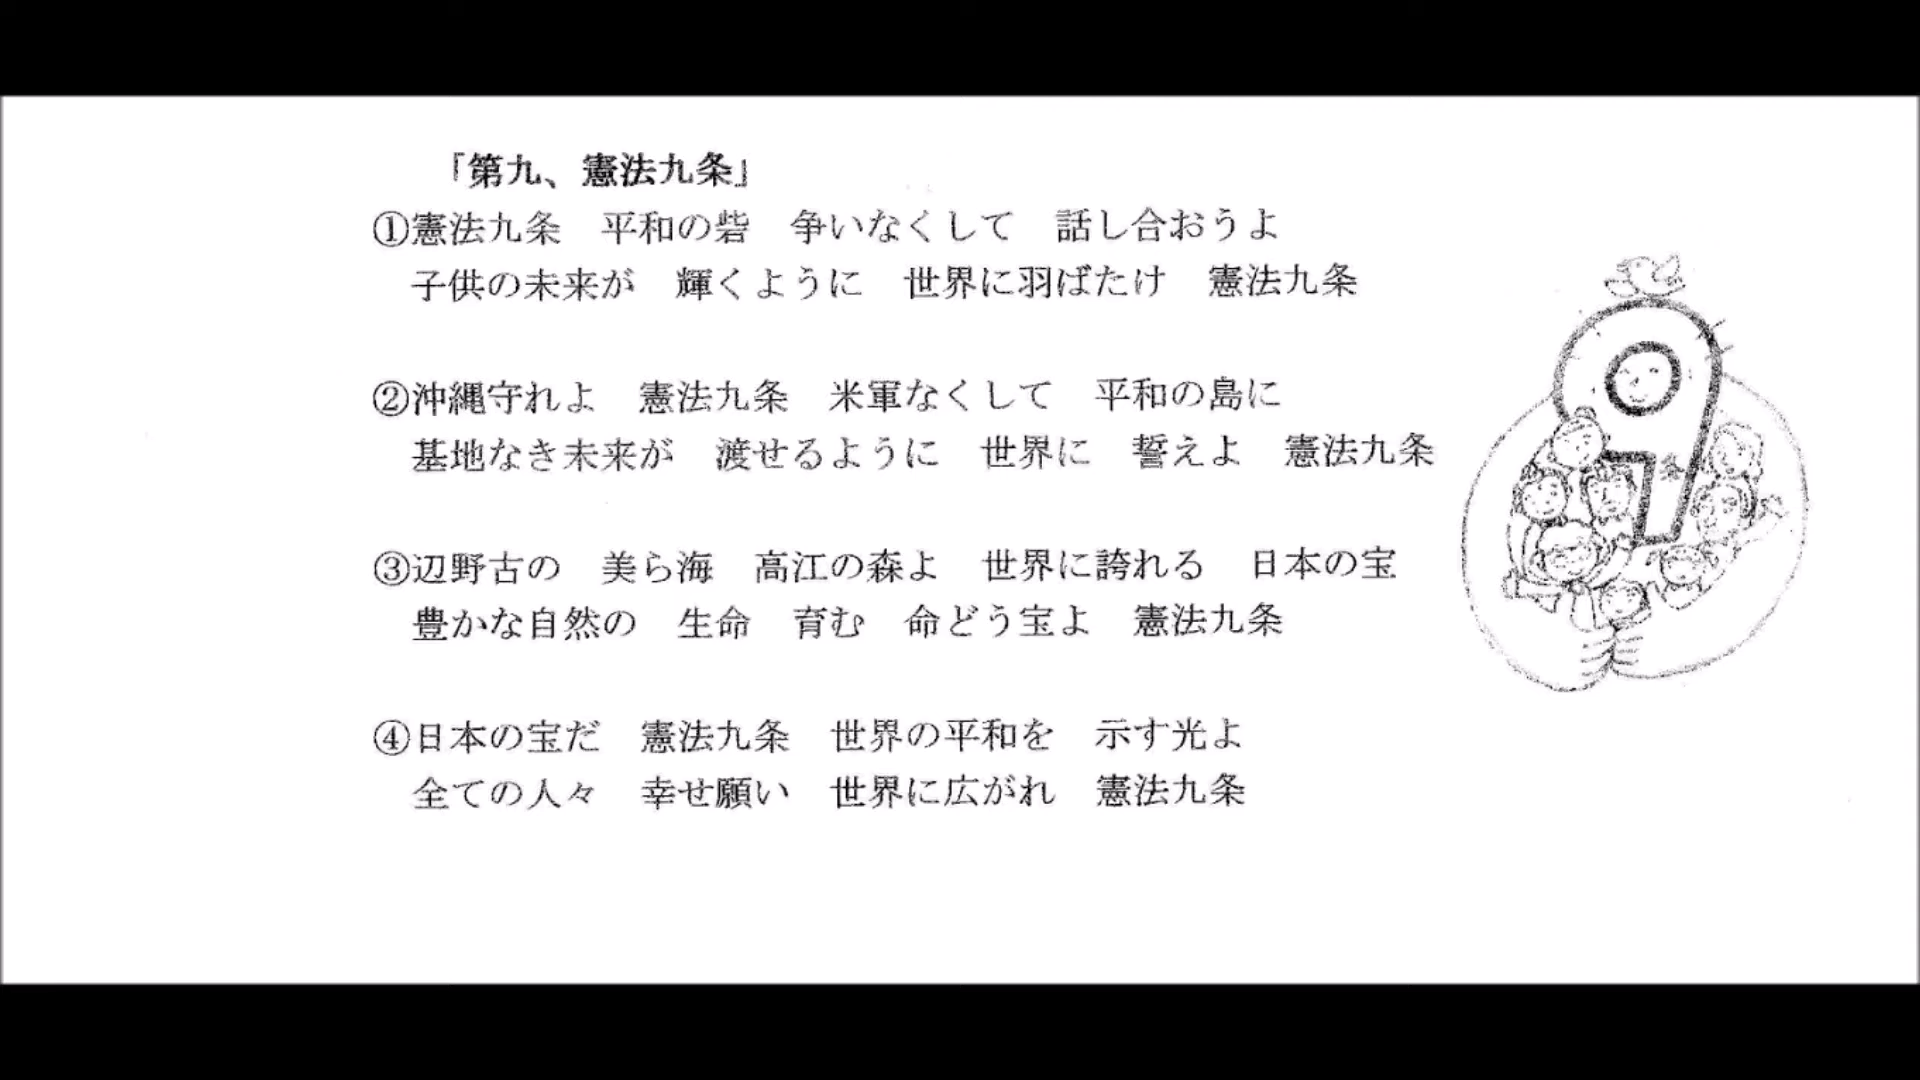 「第九、憲法九条」
①憲法九条　平和の砦　争いなくして　話し合おうよ
子供の未来が　輝くように　世界に羽ばたけ　憲法九条
②沖縄守れよ　憲法九条　米軍なくして　平和の島に
基地なき未来が　渡せるように　世界に　誓えよ　憲法九条
③辺野古の　美ら海　高江の森よ　世界に誇れる　日本の宝
豊かな自然の　生命　育む　命どう宝よ　憲法九条
④日本の宝だ　憲法九条　世界の平和を　示す光よ
全ての人々　幸せ願い　世界に広がれ　憲法九条
9
条